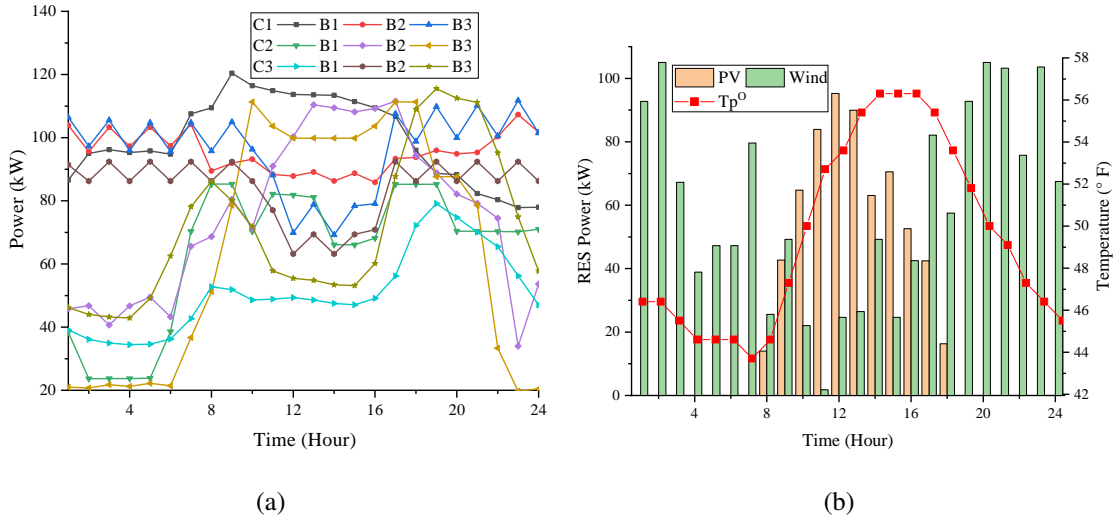 140
120
100
80
60
40
20
Power (kW)
C1 B1 B2 B3
C2 B1 B2 B3
C3 B1 B2 B3
4 8 12 16 20 24
Time (Hour)
(a)
100
80
60
40
20
0
RES Power (kW)
PV Wind
Tp^O
58
56
54
52
50
48
46
44
42
Temperature (° F)
4 8 12 16 20 24
Time (Hour)
(b)